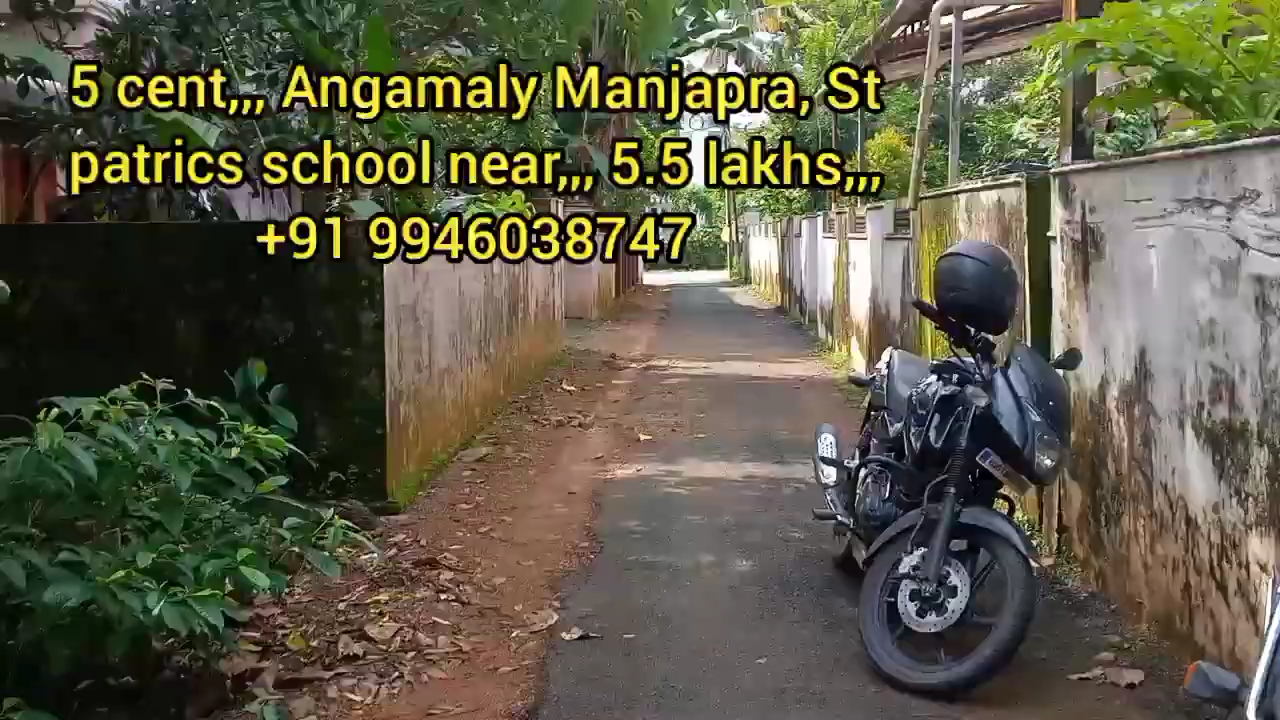 5 cent,,, Angamaly Manjapra, St
patrics school near,,, 5.5 lakhs,,,
+91 9946038747